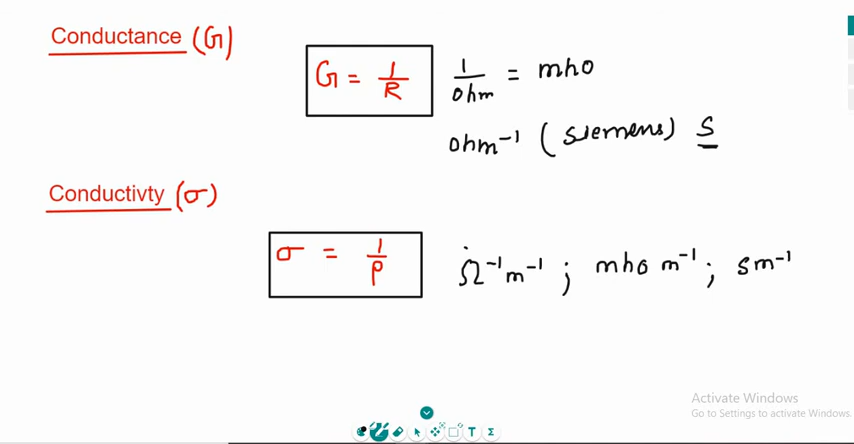 Conductance (G)
G = 1/R
1/ohm = mho
ohm⁻¹ (siemens) S
Conductivty (σ)
σ = 1/ρ
Ω⁻¹m⁻¹ ; mho m⁻¹ ; Sm⁻¹
Activate Windows
Go to Settings to activate Windows.
T Σ